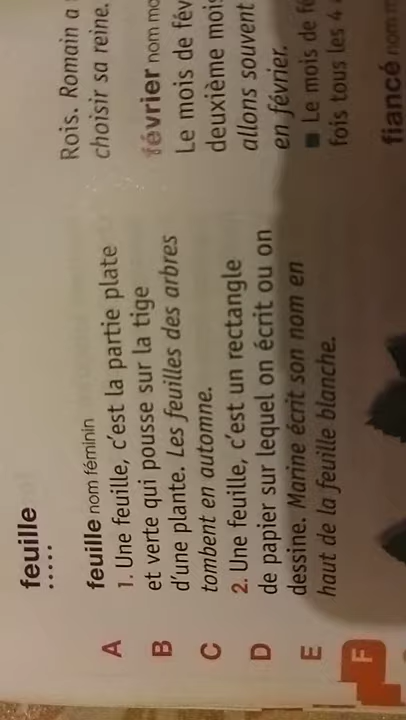 feuille
feuille nom féminin
1. Une feuille, c'est la partie plate
et verte qui pousse sur la tige
d'une plante. Les feuilles des arbres
tombent en automne.
2. Une feuille, c'est un rectangle
de papier sur lequel on écrit ou on
dessine. Marine écrit son nom en
haut de la feuille blanche.
A
B
C
D
E
F
Rois. Romain a
choisir sa reine.
février nom
Le mois de
deuxième mois
allons souvent
en février.
■ Le mois de
fois tous les 4
fiancé nom